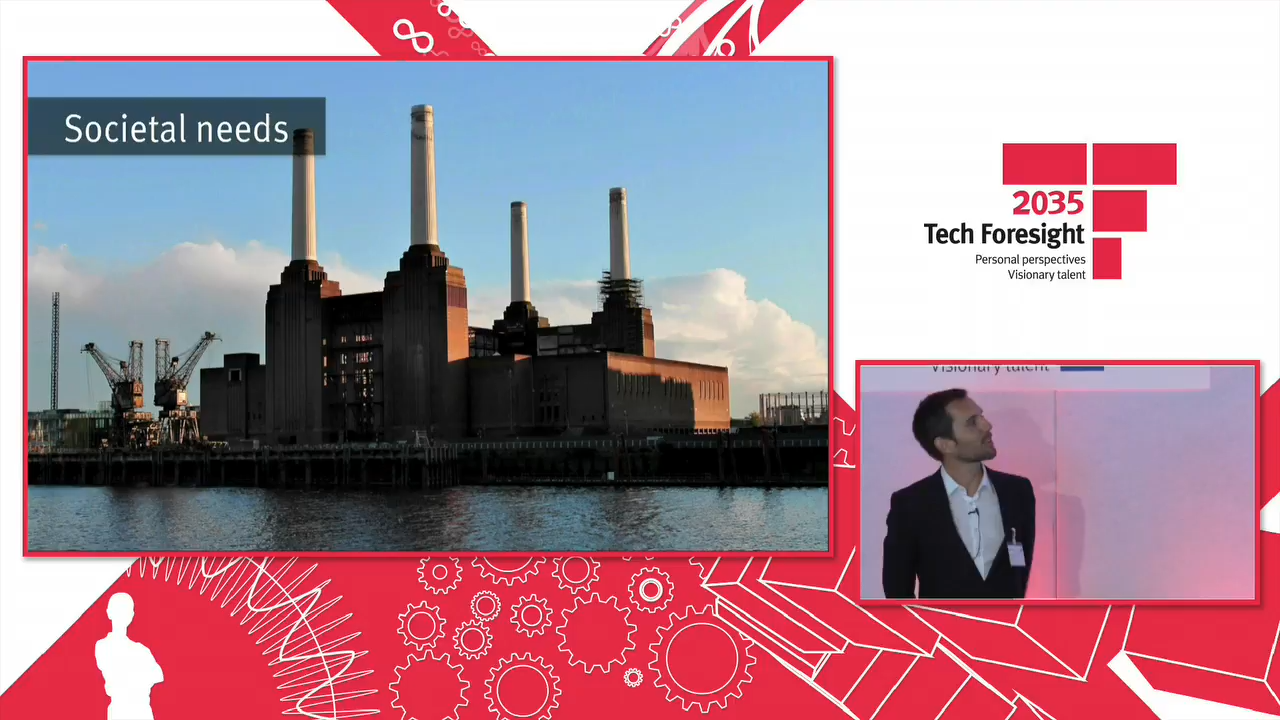 Societal needs
2035
Tech Foresight
Personal perspectives
Visionary talent
Visionary talent